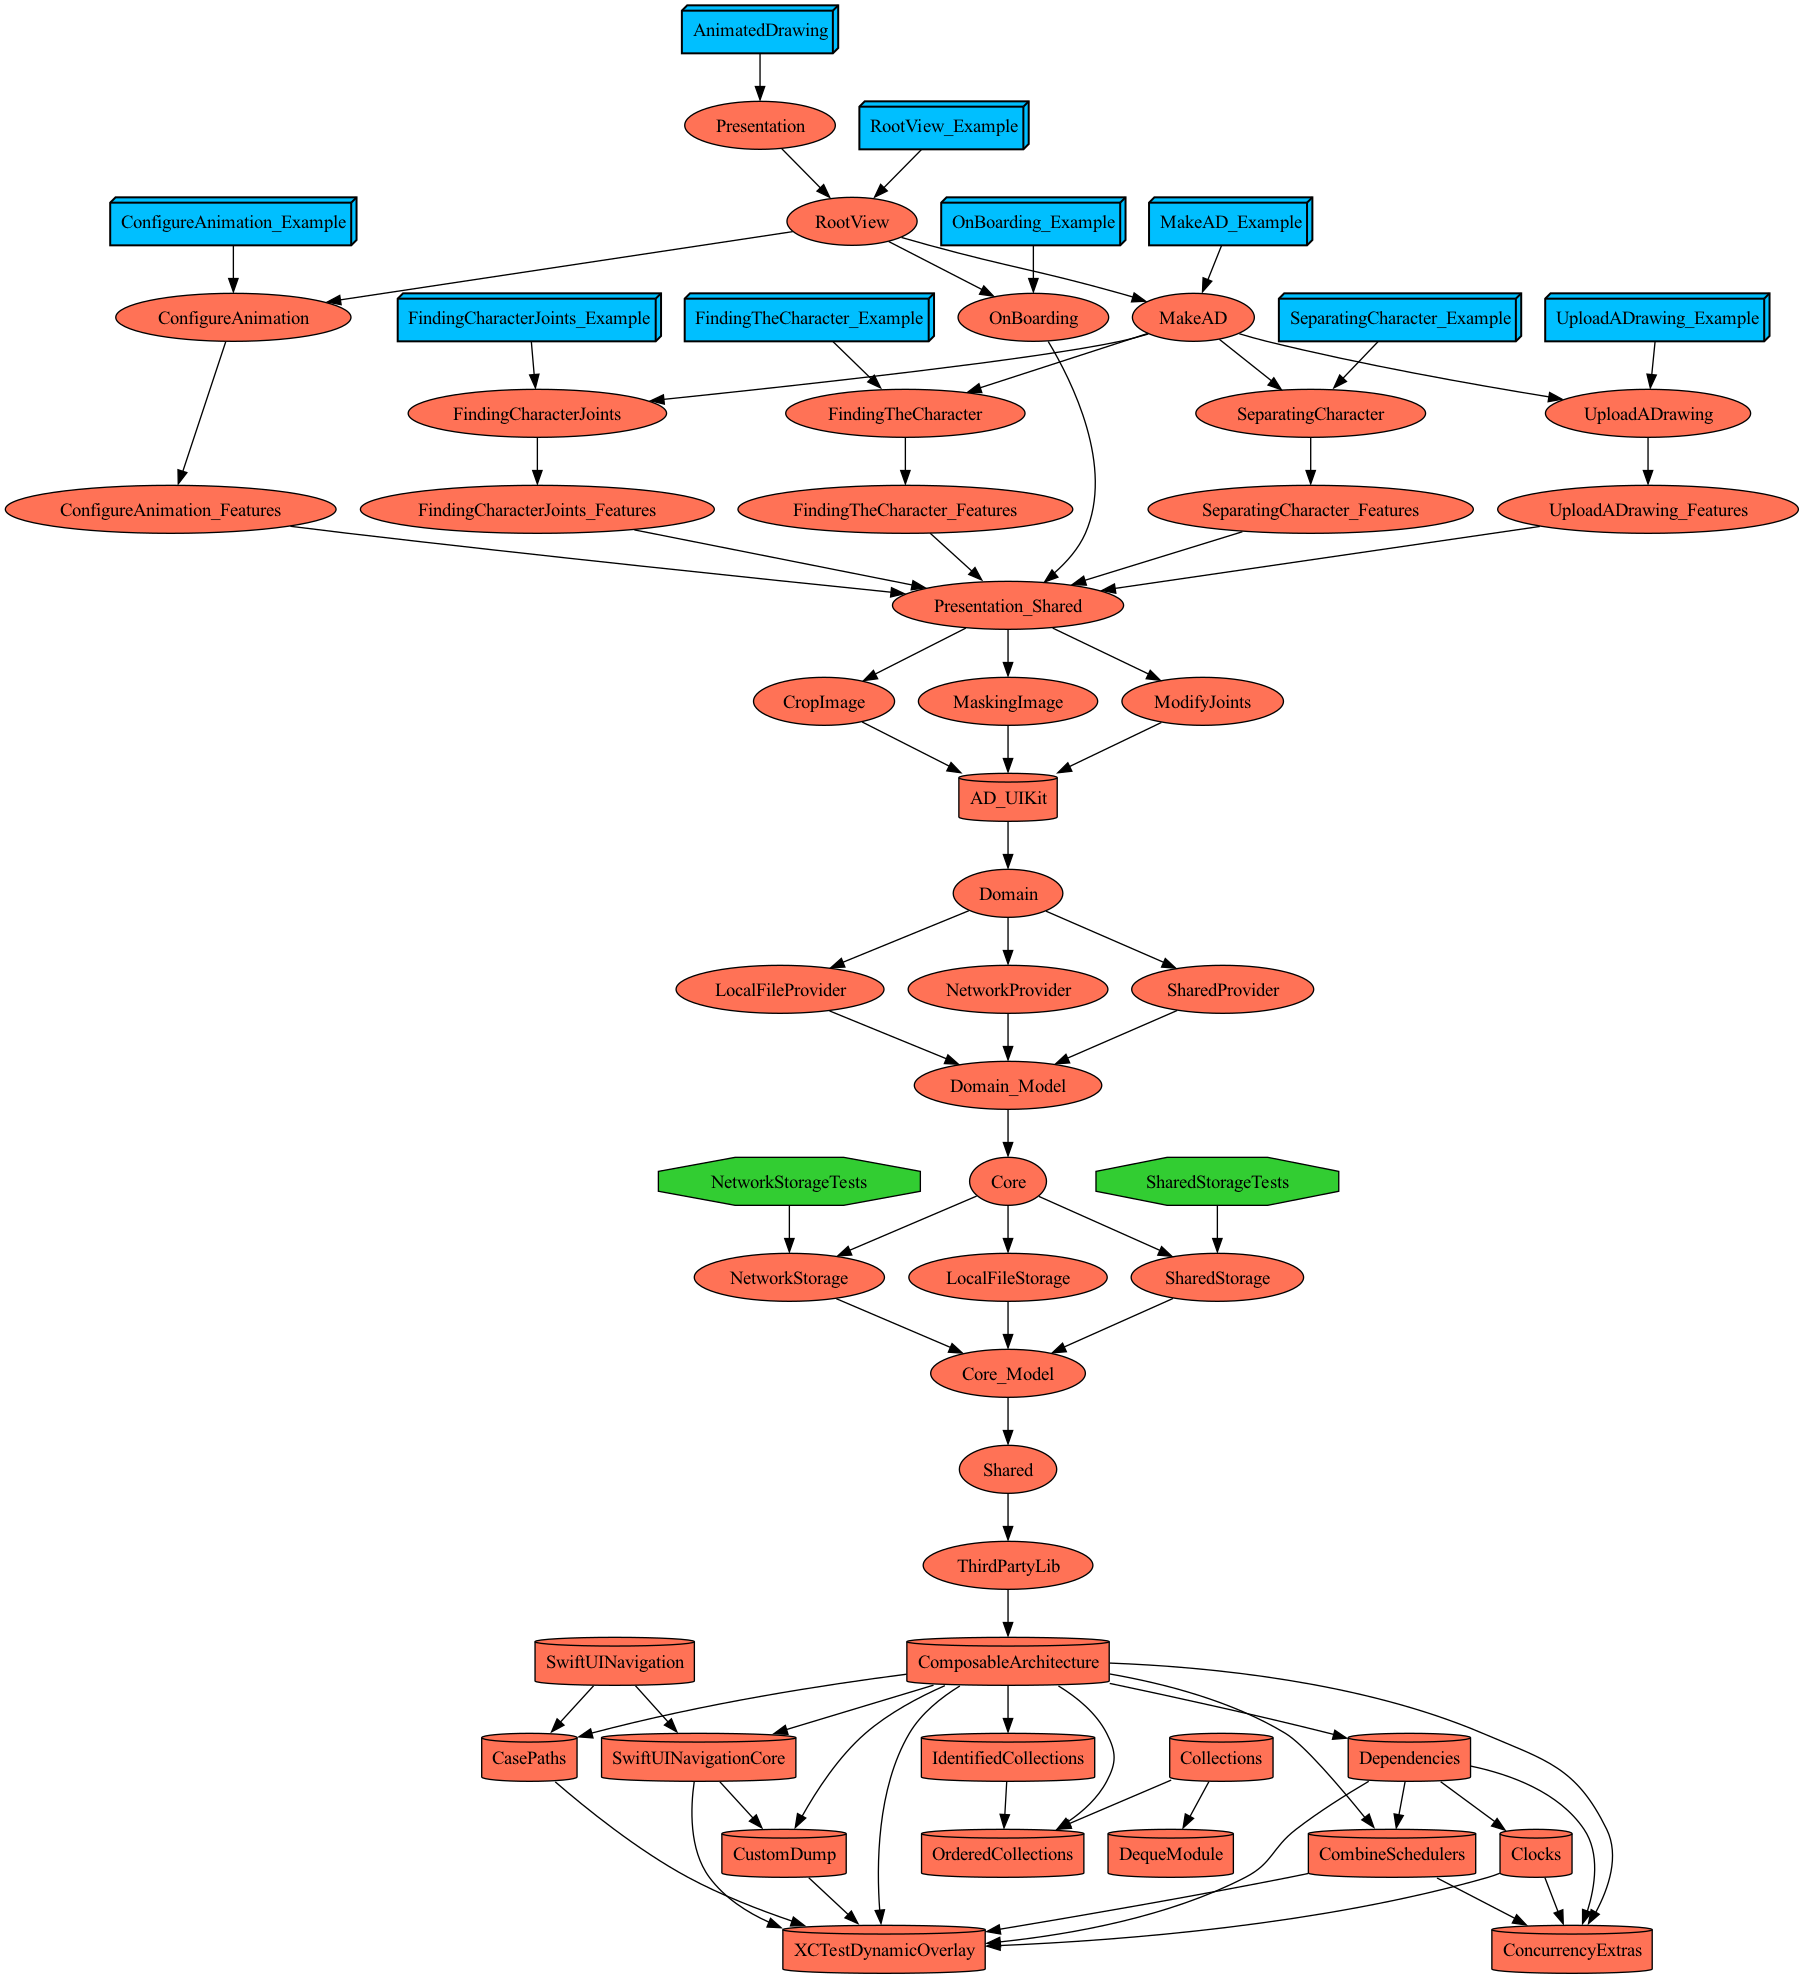 AnimatedDrawing
Presentation
RootView_Example
ConfigureAnimation_Example
RootView
OnBoarding_Example
MakeAD_Example
ConfigureAnimation
FindingCharacterJoints_Example
FindingTheCharacter_Example
OnBoarding
MakeAD
SeparatingCharacter_Example
UploadADrawing_Example
FindingCharacterJoints
FindingTheCharacter
SeparatingCharacter
UploadADrawing
ConfigureAnimation_Features
FindingCharacterJoints_Features
FindingTheCharacter_Features
SeparatingCharacter_Features
UploadADrawing_Features
Presentation_Shared
CropImage
MaskingImage
ModifyJoints
AD_UIKit
Domain
LocalFileProvider
NetworkProvider
SharedProvider
Domain_Model
NetworkStorageTests
Core
SharedStorageTests
NetworkStorage
LocalFileStorage
SharedStorage
Core_Model
Shared
ThirdPartyLib
SwiftUINavigation
ComposableArchitecture
CasePaths
SwiftUINavigationCore
IdentifiedCollections
Collections
Dependencies
CustomDump
OrderedCollections
DequeModule
CombineSchedulers
Clocks
XCTestDynamicOverlay
ConcurrencyExtras